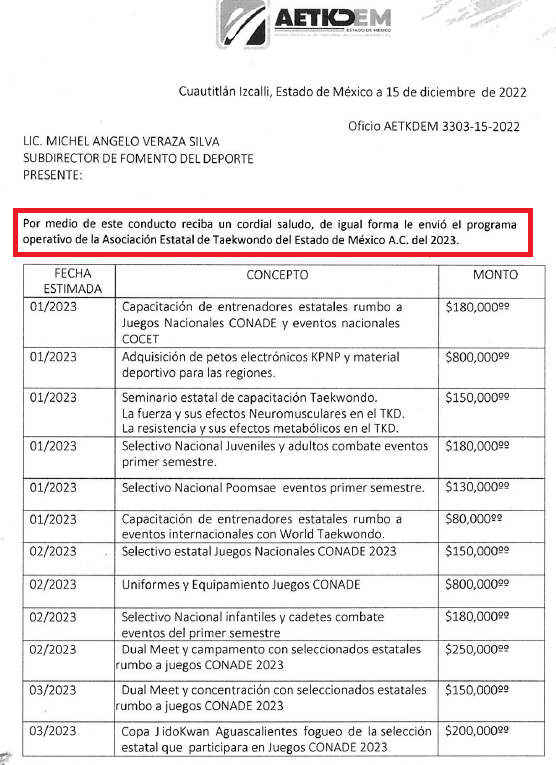 AETKDEM
ESTADO DE MÉXICO
Cuautitlán Izcalli, Estado de México a 15 de diciembre de 2022
Oficio AETKDEM 3303-15-2022
LIC. MICHEL ANGELO VERAZA SILVA
SUBDIRECTOR DE FOMENTO DEL DEPORTE
PRESENTE:
Por medio de este conducto reciba un cordial saludo, de igual forma le envió el programa
operativo de la Asociación Estatal de Taekwondo del Estado de México A.C. del 2023.
FECHA ESTIMADA CONCEPTO MONTO
01/2023 Capacitación de entrenadores estatales rumbo a $180,000ºº
Juegos Nacionales CONADE y eventos nacionales
COCET
01/2023 Adquisición de petos electrónicos KPNP y material $800,000ºº
deportivo para las regiones.
01/2023 Seminario estatal de capacitación Taekwondo. $150,000ºº
La fuerza y sus efectos Neuromusculares en el TKD.
La resistencia y sus efectos metabólicos en el TKD.
01/2023 Selectivo Nacional Juveniles y adultos combate eventos $180,000ºº
primer semestre.
01/2023 Selectivo Nacional Poomsae eventos primer semestre. $130,000ºº
01/2023 Capacitación de entrenadores estatales rumbo a $80,000ºº
eventos internacionales con World Taekwondo.
02/2023 Selectivo estatal Juegos Nacionales CONADE 2023 $150,000ºº
02/2023 Uniformes y Equipamiento Juegos CONADE $800,000ºº
02/2023 Selectivo Nacional infantiles y cadetes combate $180,000ºº
eventos del primer semestre
02/2023 Dual Meet y campamento con seleccionados estatales $250,000ºº
rumbo a juegos CONADE 2023
03/2023 Dual Meet y concentración con seleccionados estatales $150,000ºº
rumbo a juegos CONADE 2023
03/2023 Copa JidoKwan Aguascalientes fogueo de la selección $200,000ºº
estatal que participara en Juegos CONADE 2023